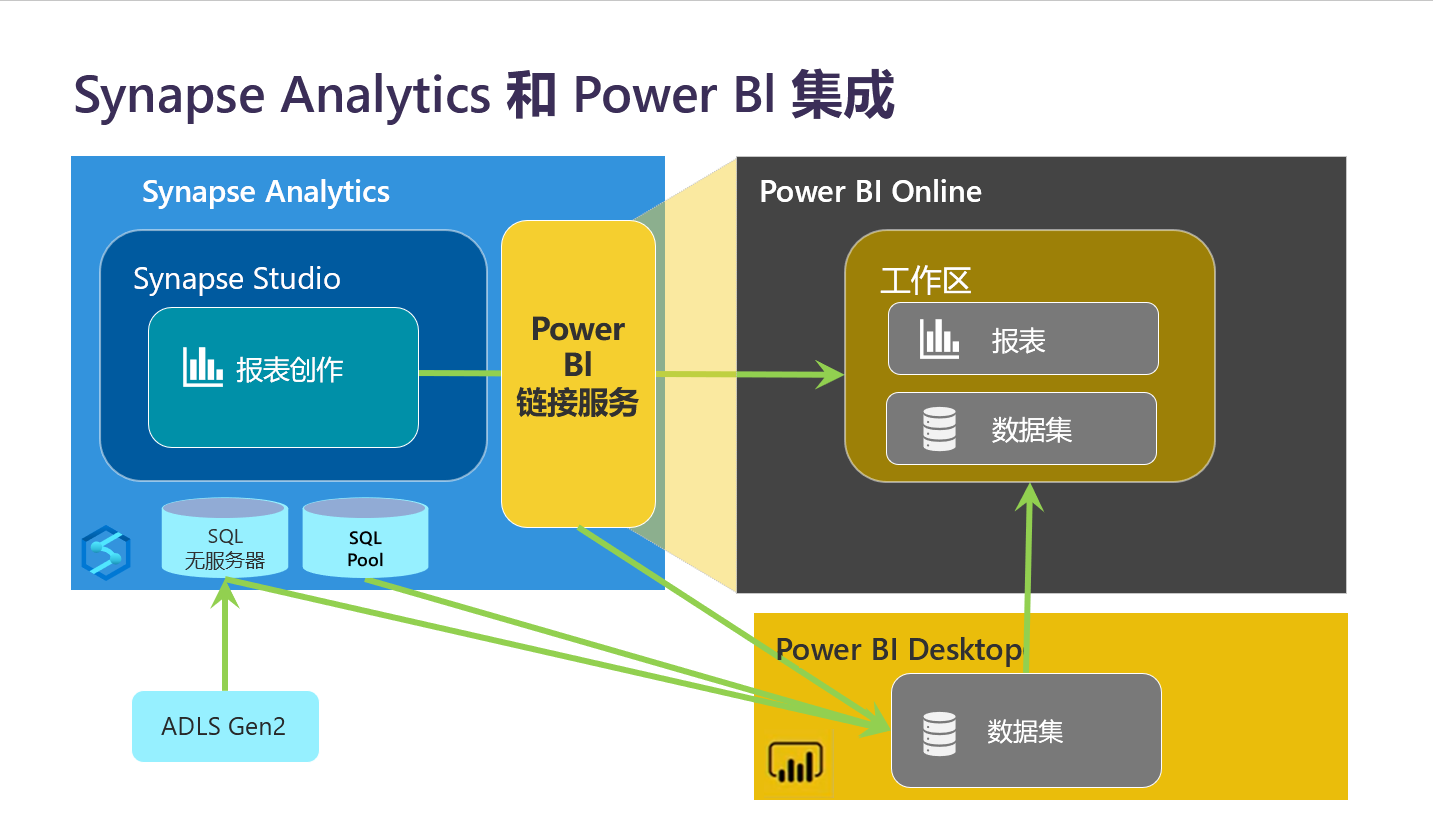 Synapse Analytics 和 Power Bl 集成
Synapse Analytics
Synapse Studio
报表创作
Power
Bl
链接服务
SQL
无服务器
SQL
Pool
ADLS Gen2
Power BI Online
工作区
报表
数据集
Power BI Desktop
数据集